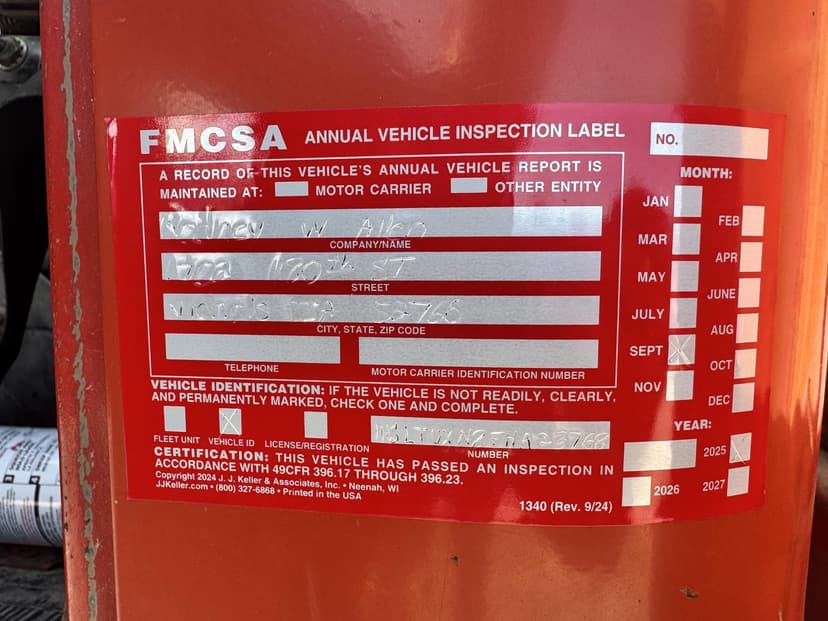 FMCSA ANNUAL VEHICLE INSPECTION LABEL NO.
A RECORD OF THIS VEHICLE'S ANNUAL VEHICLE REPORT IS
MAINTAINED AT: MOTOR CARRIER OTHER ENTITY
Rodney W
COMPANY/NAME
120th ST
STREET
IA 52768
CITY, STATE, ZIP CODE
TELEPHONE MOTOR CARRIER IDENTIFICATION NUMBER
VEHICLE IDENTIFICATION: IF THE VEHICLE IS NOT READILY, CLEARLY,
AND PERMANENTLY MARKED, CHECK ONE AND COMPLETE.
FLEET UNIT VEHICLE ID LICENSE/REGISTRATION NUMBER
CERTIFICATION: THIS VEHICLE HAS PASSED AN INSPECTION IN
ACCORDANCE WITH 49CFR 396.17 THROUGH 396.23.
Copyright 2024 J. J. Keller & Associates, Inc. • Neenah, WI
JJKeller.com • (800) 327-6868 • Printed in the USA
1340 (Rev. 9/24)
MONTH:
JAN FEB
MAR APR
MAY JUNE
JULY AUG
SEPT X OCT
NOV DEC
YEAR:
2025 X
2026 2027